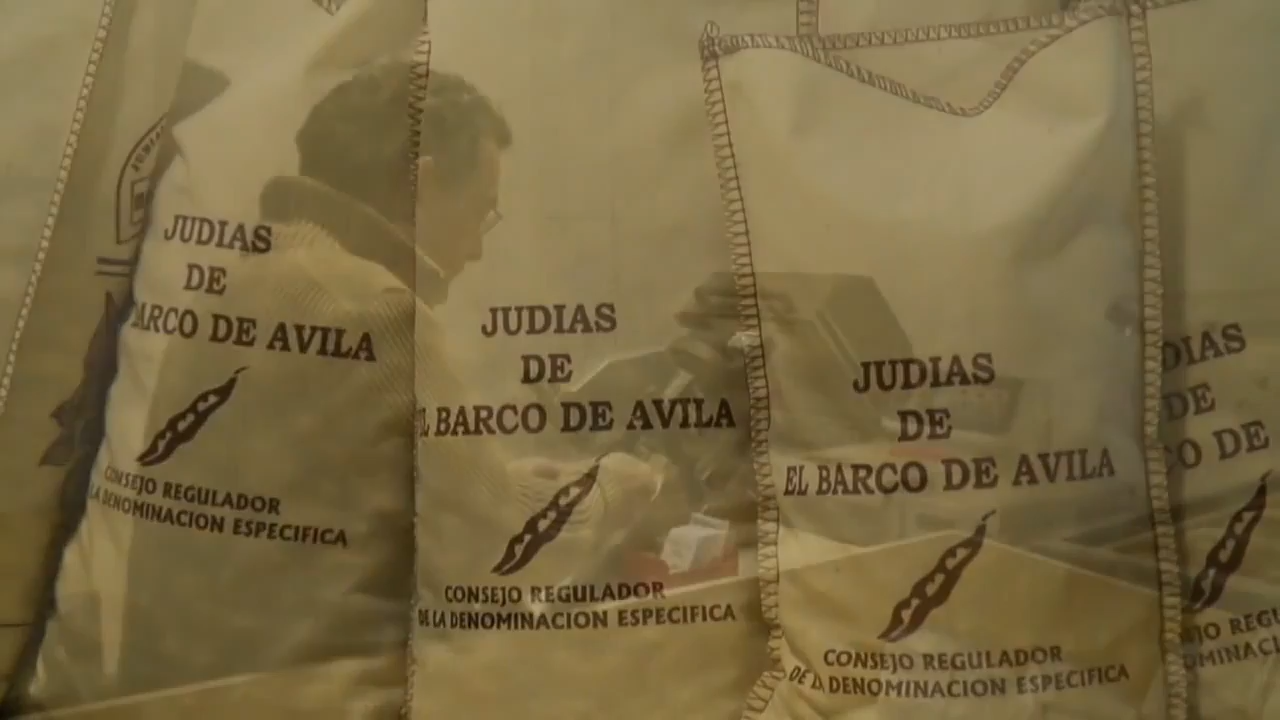 JUDIAS
DE
BARCO DE AVILA
CONSEJO REGULADOR
LA DENOMINACION ESPECIFICA
JUDIAS
DE
EL BARCO DE AVILA
CONSEJO REGULADOR
DE LA DENOMINACION ESPECIFICA
JUDIAS
DE
EL BARCO DE AVILA
CONSEJO REGULADOR
DE LA DENOMINACION ESPECIFICA
DIAS
DE
CO DE
JO REGU
OMINACI